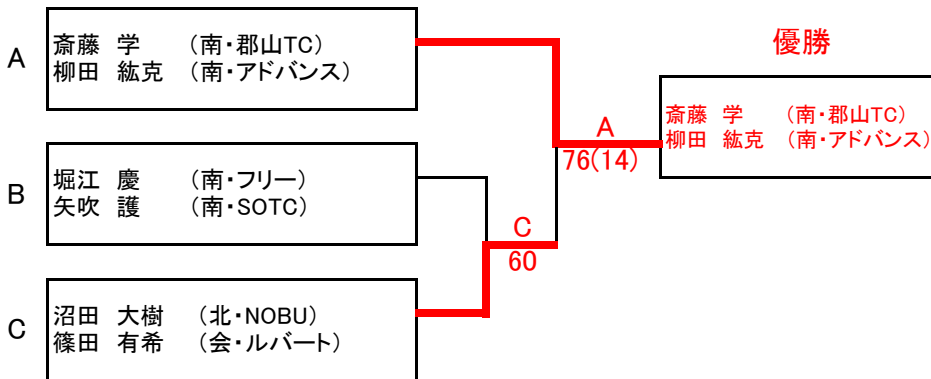 A
斎藤 学 (南・郡山TC)
柳田 紘克 (南・アドバンス)
B
堀江 慶 (南・フリー)
矢吹 護 (南・SOTC)
C
沼田 大樹 (北・NOBU)
篠田 有希 (会・ルバート)
C
60
A
76(14)
優勝
斎藤 学 (南・郡山TC)
柳田 紘克 (南・アドバンス)